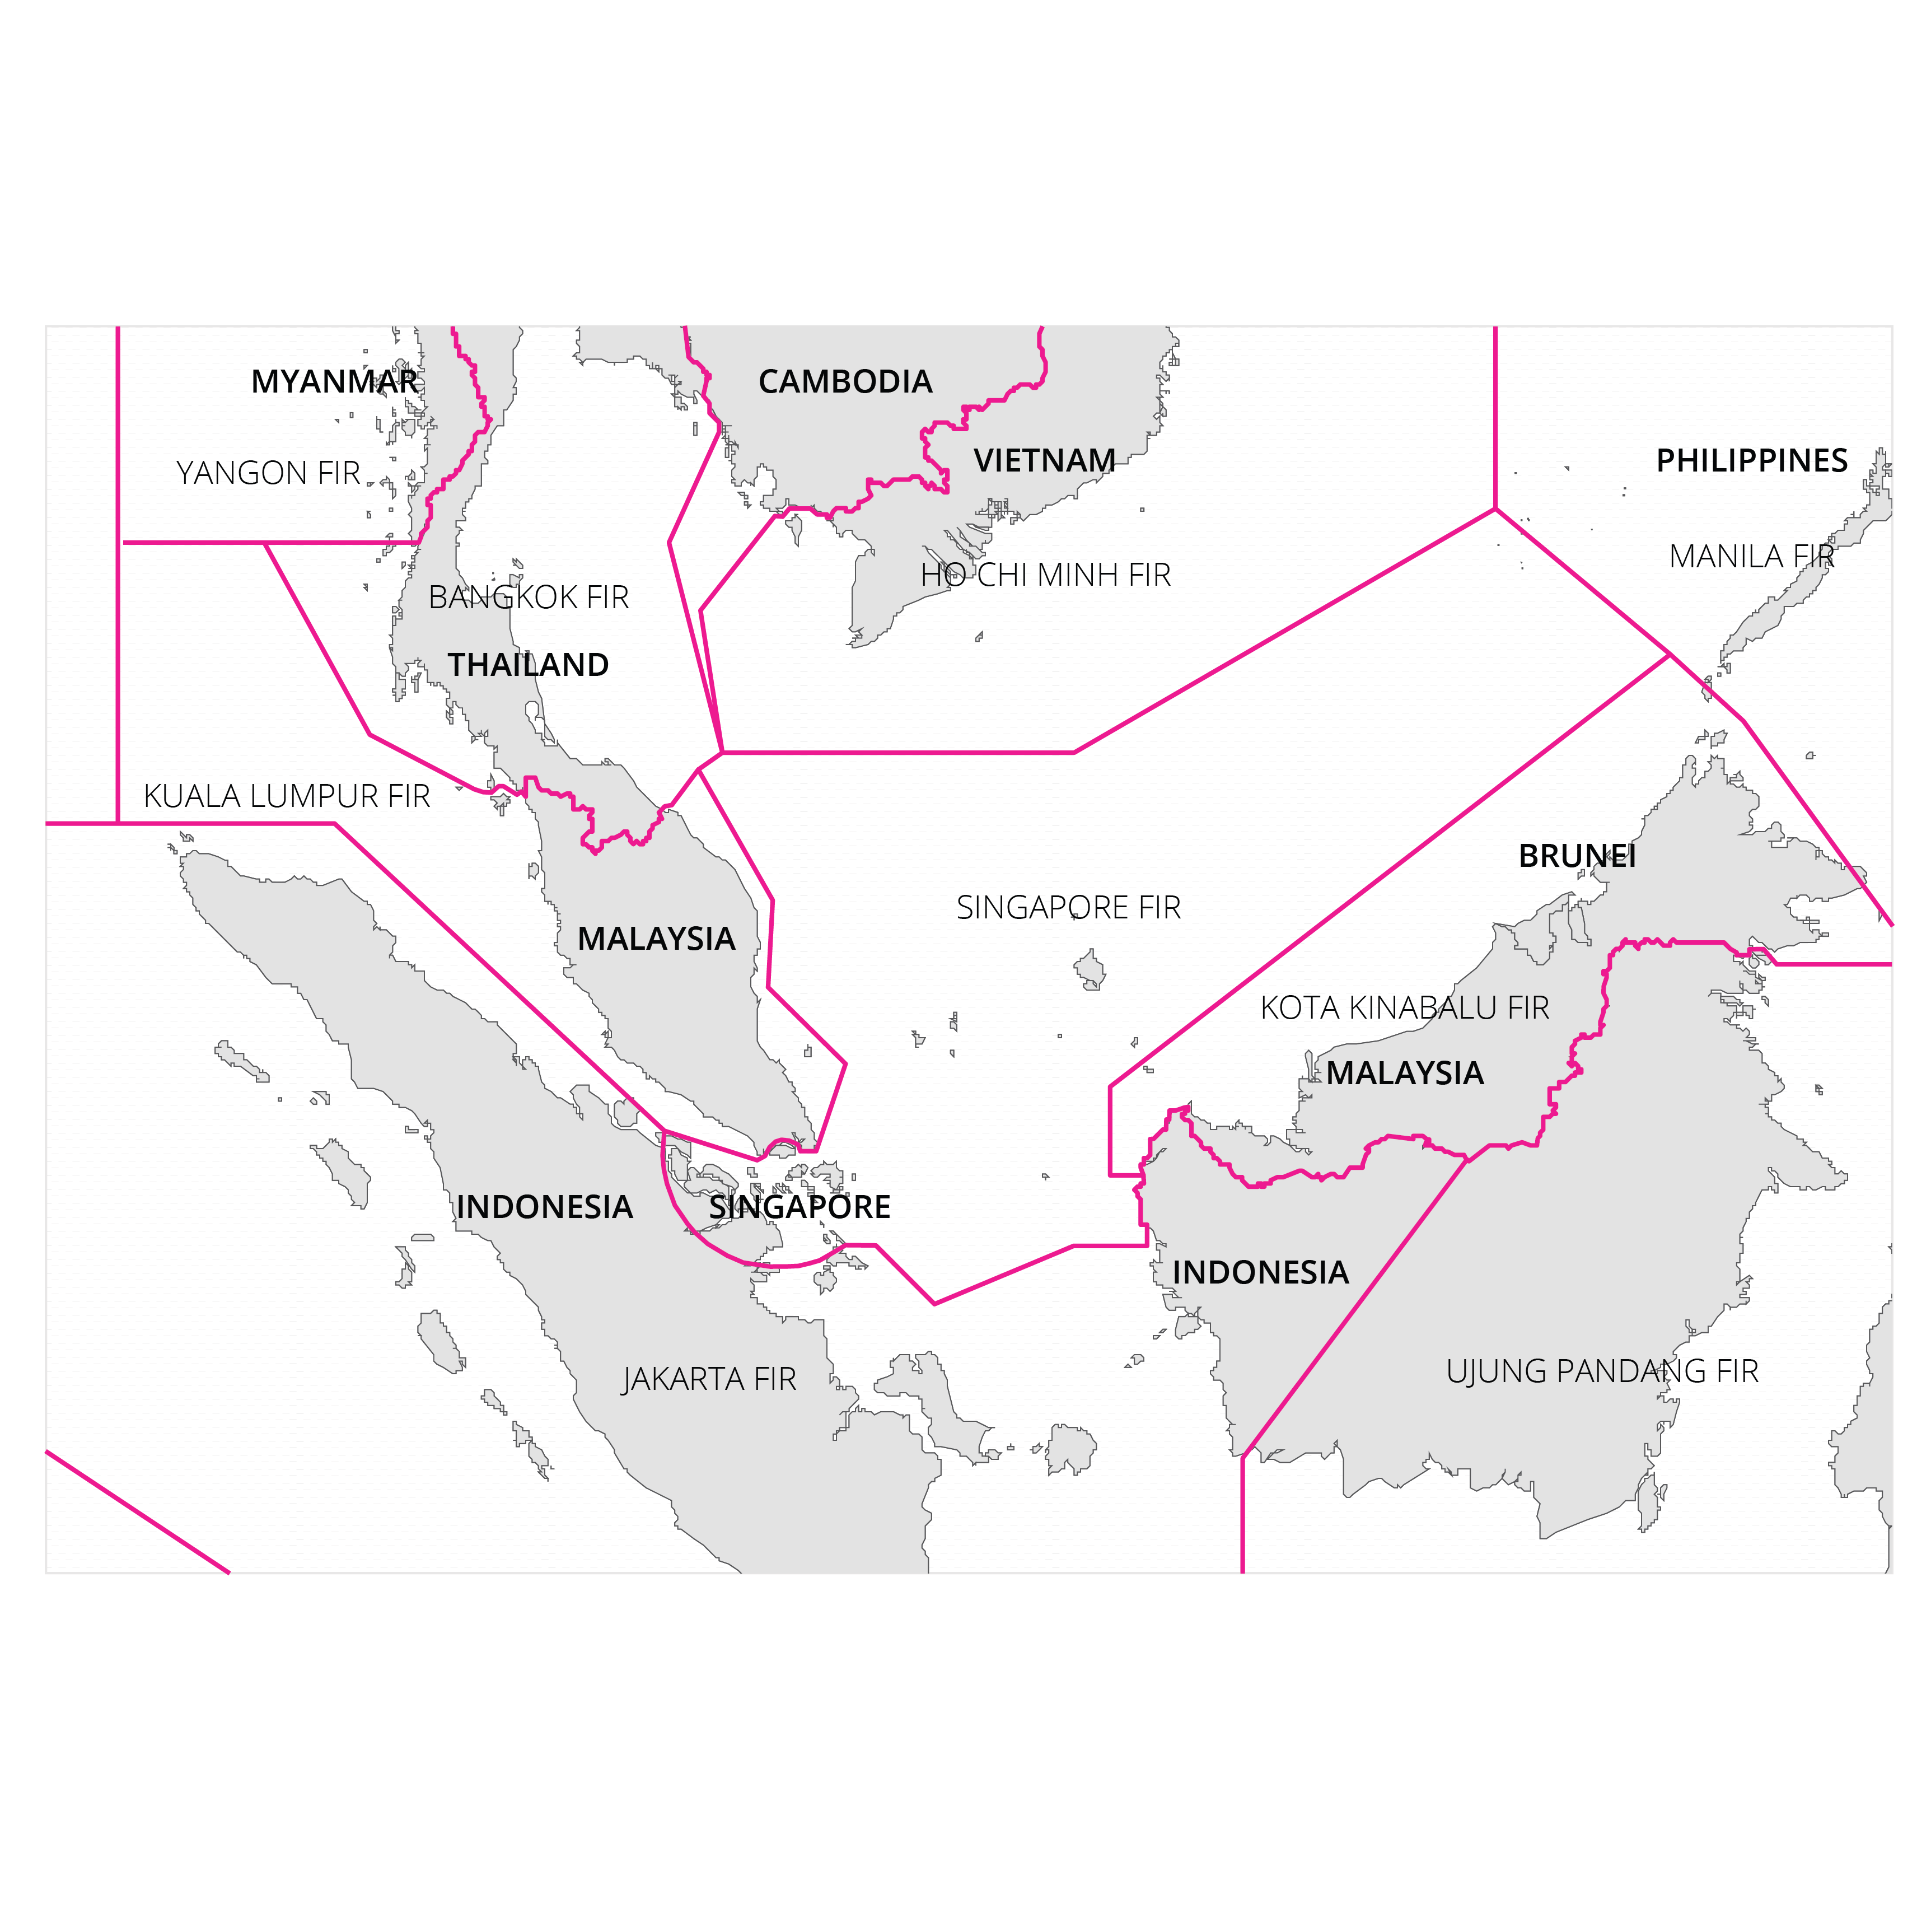 MYANMAR
CAMBODIA
VIETNAM
PHILIPPINES
YANGON FIR
MANILA FIR
HO CHI MINH FIR
BANGKOK FIR
THAILAND
KUALA LUMPUR FIR
BRUNEI
SINGAPORE FIR
MALAYSIA
KOTA KINABALU FIR
MALAYSIA
INDONESIA
SINGAPORE
INDONESIA
JAKARTA FIR
UJUNG PANDANG FIR